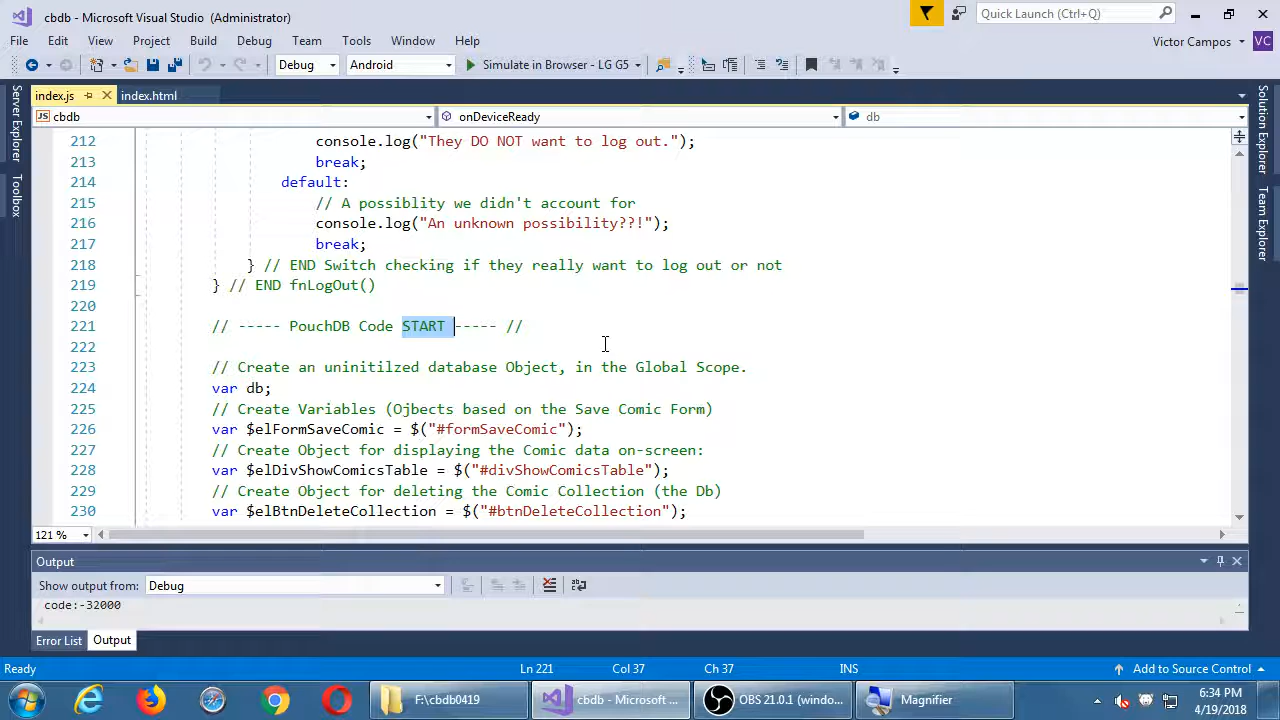 cbdb - Microsoft Visual Studio (Administrator)
Quick Launch (Ctrl+Q)
File Edit View Project Build Debug Team Tools Window Help
Victor Campos VC
Debug Android Simulate in Browser - LG G5
index.js index.html
cbdb onDeviceReady db
Server Explorer
Toolbox
Solution Explorer
Team Explorer
212 console.log("They DO NOT want to log out.");
213 break;
214 default:
215 // A possiblity we didn't account for
216 console.log("An unknown possibility??!");
217 break;
218 } // END Switch checking if they really want to log out or not
219 } // END fnLogOut()
220
221 // ----- PouchDB Code START ----- //
222
223 // Create an uninitilzed database Object, in the Global Scope.
224 var db;
225 // Create Variables (Ojbects based on the Save Comic Form)
226 var $elFormSaveComic = $("#formSaveComic");
227 // Create Object for displaying the Comic data on-screen:
228 var $elDivShowComicsTable = $("#divShowComicsTable");
229 // Create Object for deleting the Comic Collection (the Db)
230 var $elBtnDeleteCollection = $("#btnDeleteCollection");
121 %
Output
Show output from: Debug
code:-32000
Error List Output
Ready Ln 221 Col 37 Ch 37 INS Add to Source Control
F:\cbdb0419 cbdb - Microsoft ... OBS 21.0.1 (windo... Magnifier
6:34 PM
4/19/2018